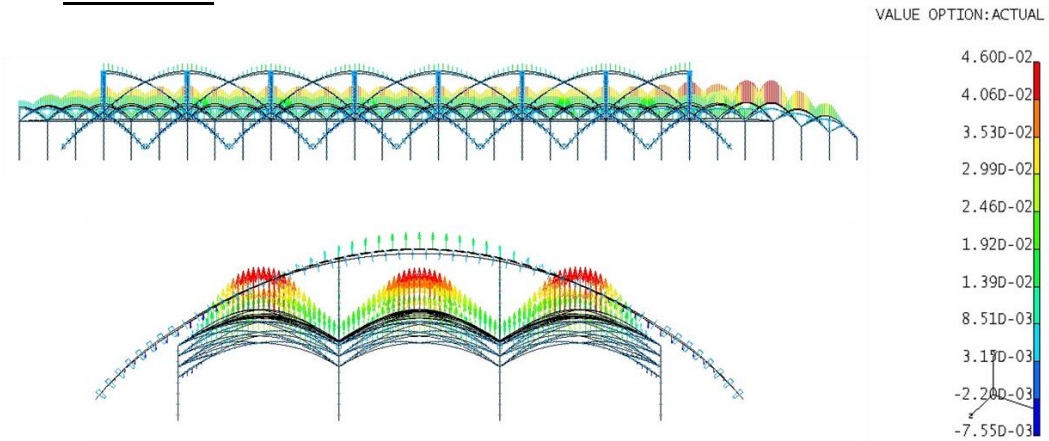 VALUE OPTION:ACTUAL
4.60D-02
4.06D-02
3.53D-02
2.99D-02
2.46D-02
1.92D-02
1.39D-02
8.51D-03
3.17D-03
-2.20D-03
-7.55D-03